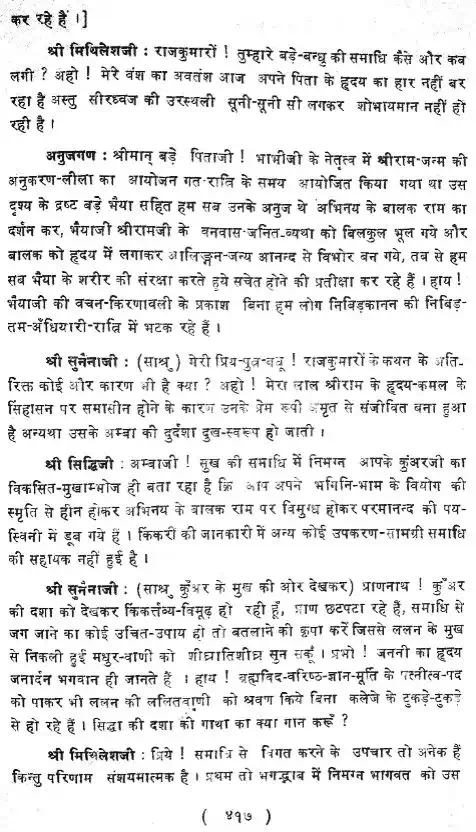 कर रहे हैं ।]
श्री मिथिलेशजी : राजकुमारों ! तुम्हारे बड़े-बन्धु की समाधि कैसे और कब
लगी ? अहो ! मेरे वंश का अवतंश आज अपने पिता के हृदय का हार नहीं बर
रहा है अस्तु सीरध्वज की उरस्थली सूनी-सूनी सी लगकर शोभायमान नहीं हो
रही है ।
अनुजगण : श्रीमान् बड़े पिताजी ! भाभीजी के नेतृत्व में श्रीराम-जन्म की
अनुकरण-लीला का आयोजन गत-रात्रि के समय आयोजित किया गया था उस
दृश्य के द्रष्ट बड़े भैया सहित हम सब उनके अनुज थे अभिनय के बालक राम का
दर्शन कर, भैयाजी श्रीरामजी के वनवास-जनित-व्यथा को बिलकुल भूल गये और
बालक को हृदय में लगाकर आलिङ्गन-जन्य आनन्द से विभोर बन गये, तब से हम
सब भैया के शरीर की संरक्षा करते हुये सचेत होने की प्रतीक्षा कर रहे हैं । हाय !
भैयाजी की वचन-किरणावली के प्रकाश बिना हम लोग निबिड़कानन की निबिड़-
तम-अँधियारी-रात्रि में भटक रहे हैं ।
श्री सुनैनाजी : (साश्रु) मेरी प्रिय-पुत्र-बधू ! राजकुमारों के कथन के अति-
रिक्त कोई और कारण भी है क्या ? अहो ! मेरा लाल श्रीराम के हृदय-कमल के
सिंहासन पर समासीन होने के कारण उनके प्रेम रूपी अमृत से संजीवित बना हुआ
है अन्यथा उसके अम्बा की दुर्दशा दुख-स्वरूप हो जाती ।
श्री सिद्धिजी : अम्बाजी ! सुख की समाधि में निमग्न आपके कुँअरजी का
विकसित-मुखाम्भोज ही बता रहा है कि आप अपने भगिनि-भाम के वियोग की
स्मृति से हीन होकर अभिनय के बालक राम पर विमुग्ध होकर परमानन्द की पय-
स्विनी में डूब गये हैं । किंकरी की जानकारी में अन्य कोई उपकरण-सामग्री समाधि
की सहायक नहीं हुई है ।
श्री सुनैनाजी : (साश्रु कुँअर के मुख की ओर देखकर) प्राणनाथ ! कुँअर
की दशा को देखकर किंकर्त्तव्य-विमूढ़ हो रही हूँ, प्राण छटपटा रहे हैं, समाधि से
जग जाने का कोई उचित-उपाय हो तो बतलाने की कृपा करें जिससे ललन के मुख
से निकली हुई मधुर-वाणी को शीघ्रातिशीघ्र सुन सकूँ । प्रभो ! जननी का हृदय
जनार्दन भगवान ही जानते हैं । हाय ! ब्रह्मविद-वरिष्ठ-ज्ञान-मूर्ति के पत्नीत्व-पद
को पाकर भी ललन की ललितवाणी को श्रवण किये बिना कलेजे के टुकड़े-टुकड़े
से हो रहे हैं । सिद्धा की दशा की गाथा का क्या गान करूँ ?
श्री मिथिलेशजी : प्रिये ! समाधि से विगत करने के उपचार तो अनेक हैं
किन्तु परिणाम संशयमात्मक है । प्रथम तो भगद्भाव में निमग्न भागवत को उस
( ४१७ )